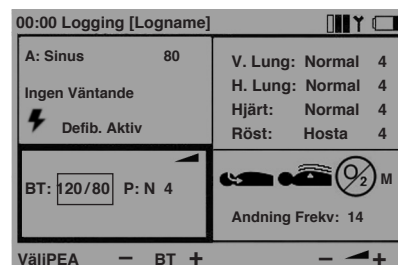 00:00 Logging [Logname]
A: Sinus 80
Ingen Väntande
Defib. Aktiv
V. Lung: Normal 4
H. Lung: Normal 4
Hjärt: Normal 4
Röst: Hosta 4
BT: 120/80 P: N 4
O2 M
Andning Frekv: 14
VäljPEA − BT + − +